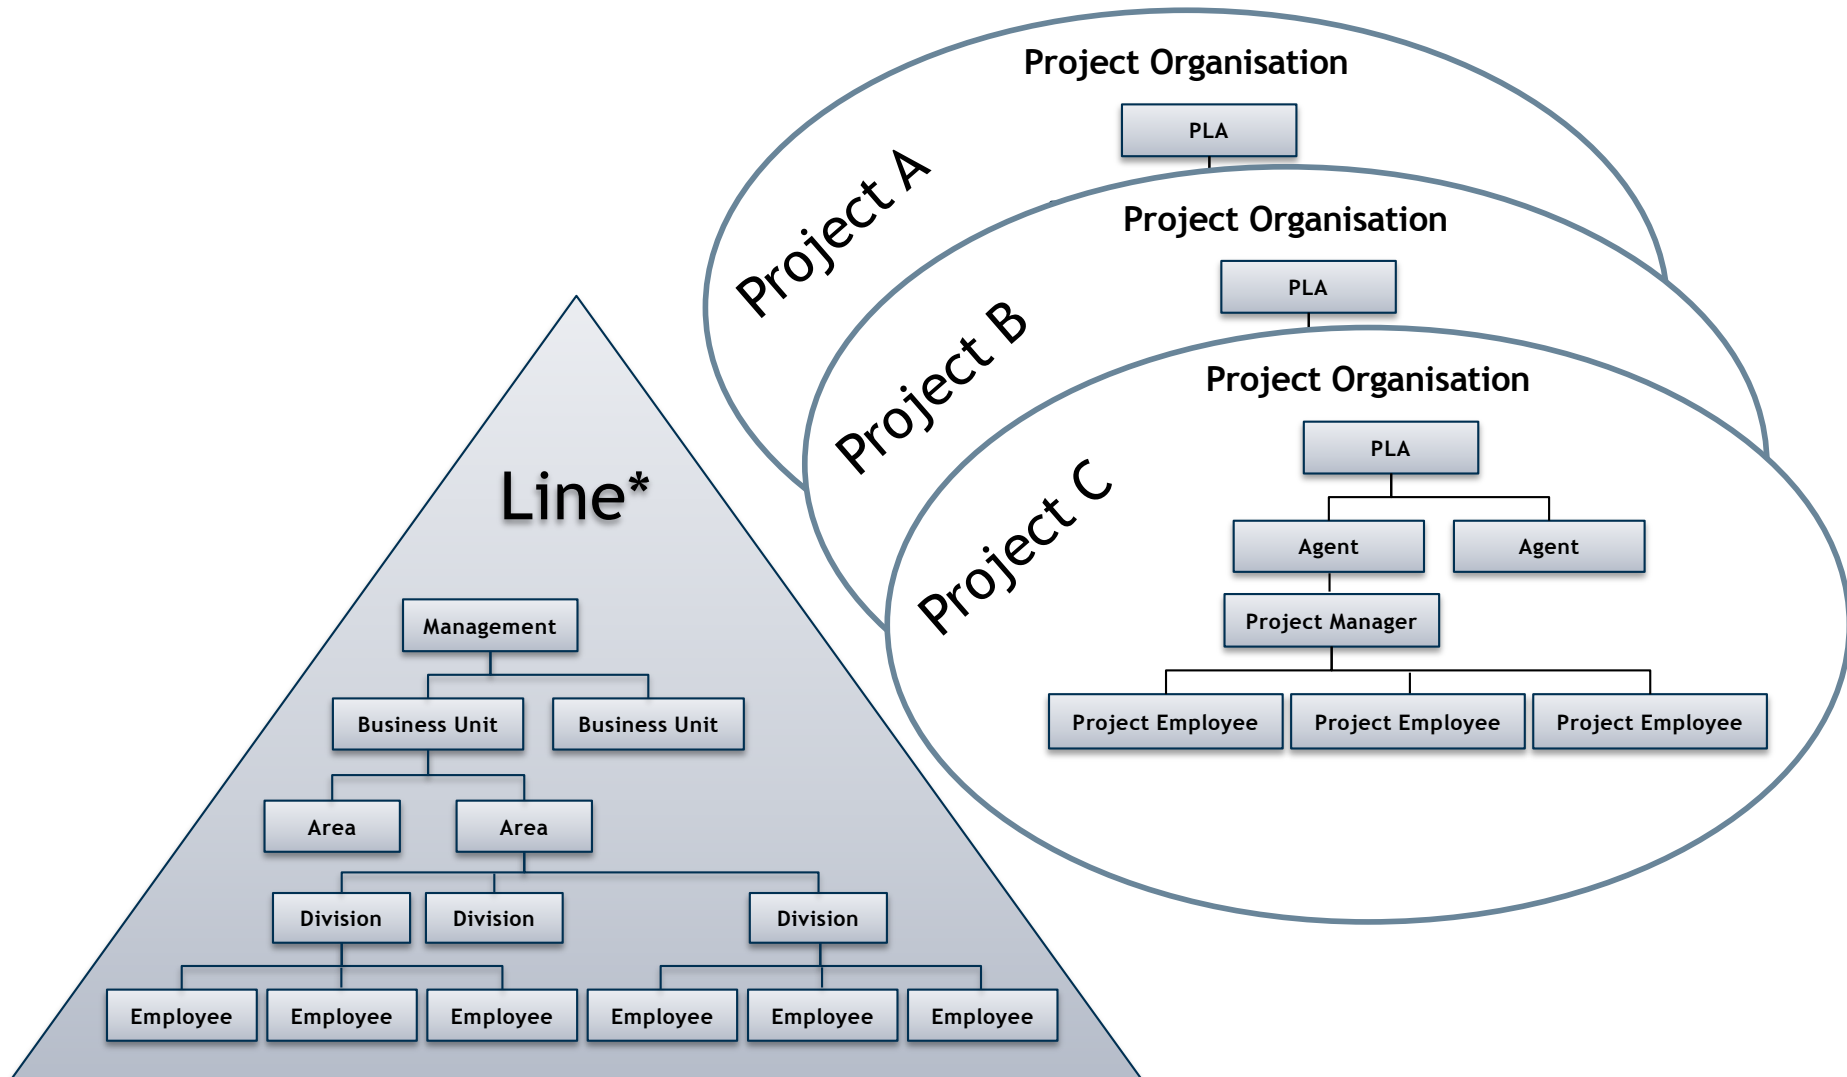 Project Organisation
PLA
Project A
Project Organisation
PLA
Project B
Project Organisation
PLA
Project C
Agent
Agent
Project Manager
Project Employee
Project Employee
Project Employee
Line*
Management
Business Unit
Business Unit
Area
Area
Division
Division
Division
Employee
Employee
Employee
Employee
Employee
Employee